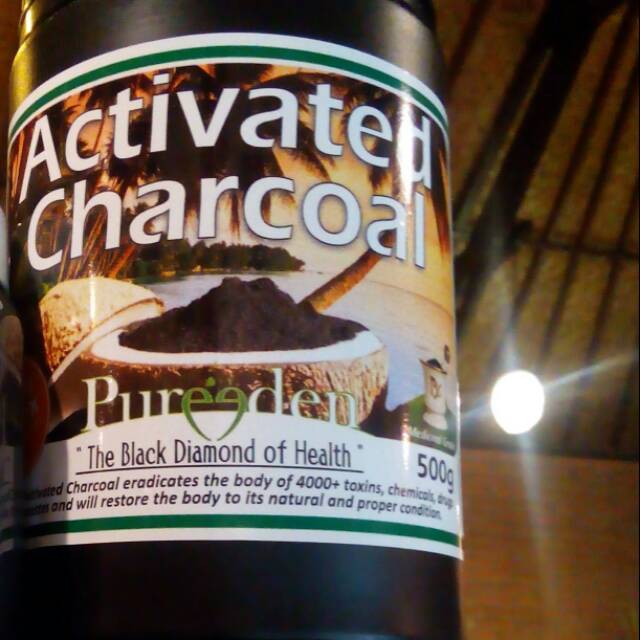 Activated
Charcoal
Pureeden
"The Black Diamond of Health"
500g
Charcoal eradicates the body of 4000+ toxins, chemicals,
and will restore the body to its natural and proper condition.